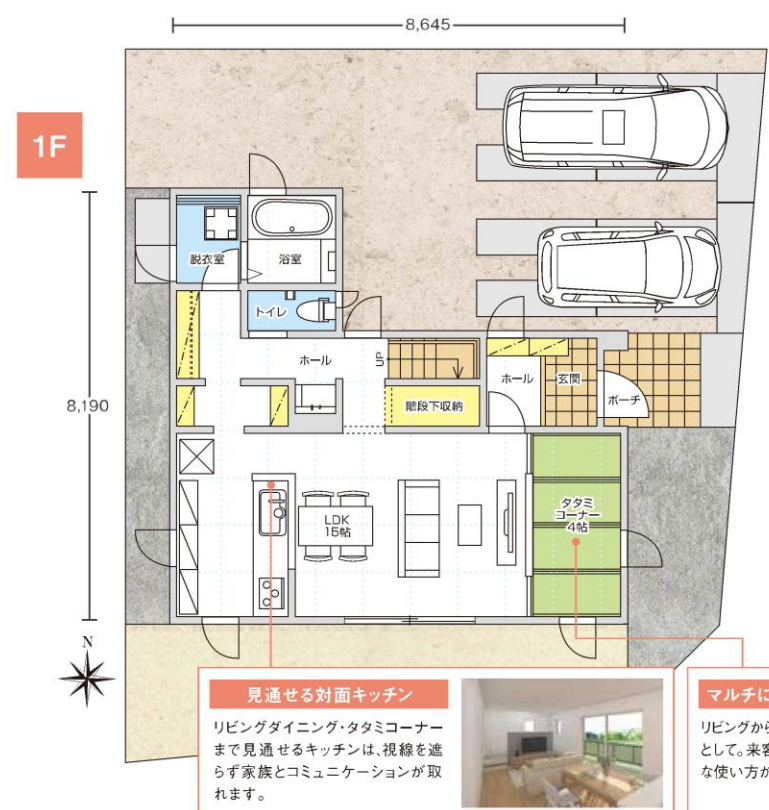 8,645
1F
8,190
脱衣室
浴室
トイレ
ホール
UP
階段下収納
ホール
玄関
ポーチ
LDK
15帖
タタミ
コーナー
4帖
N
見通せる対面キッチン
リビングダイニング・タタミコーナー
まで見通せるキッチンは、視線を遮
らず家族とコミュニケーションが取
れます。
マルチに
リビングから
として。来客
な使い方が